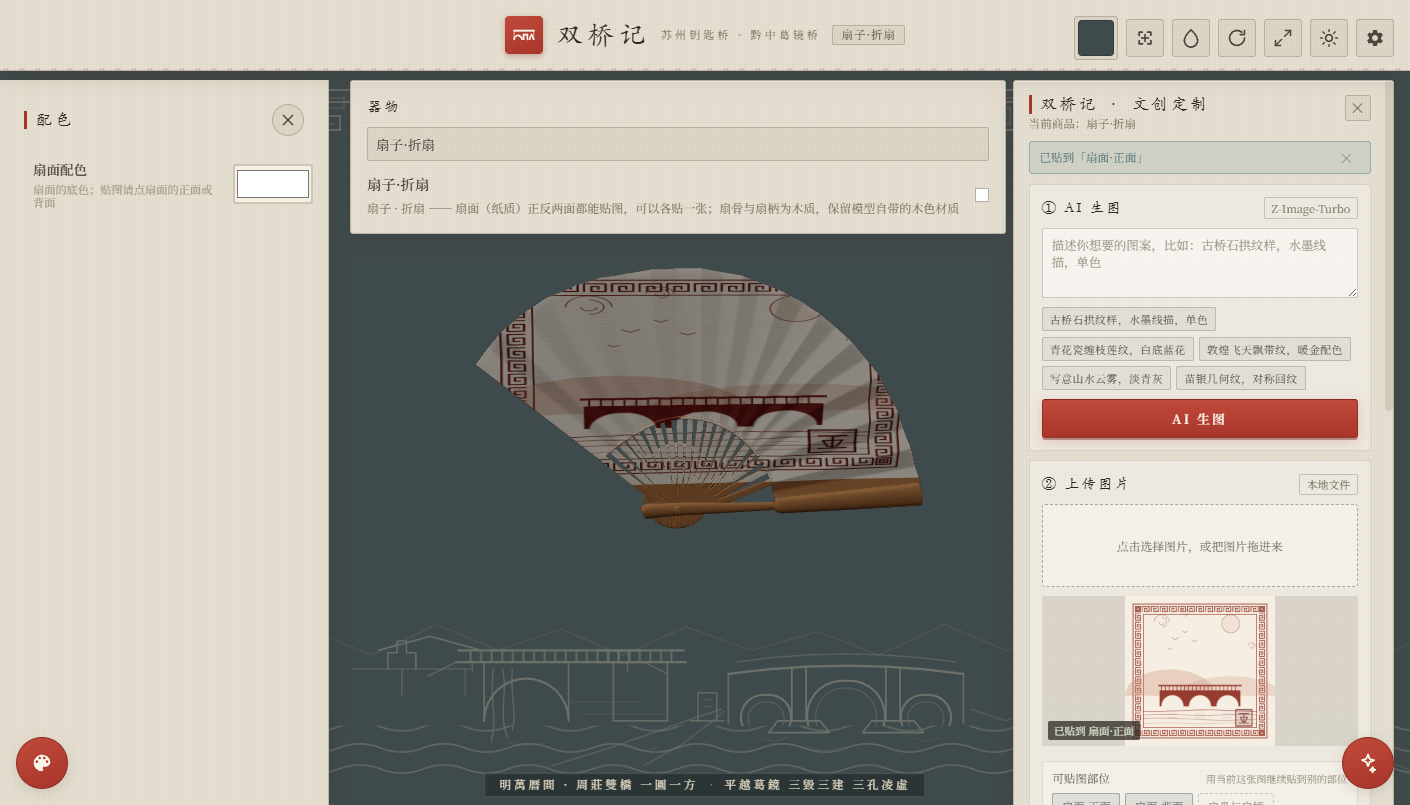 双桥记
苏州钥匙桥 · 黔中葛镜桥
扇子·折扇
配色
扇面配色
扇面的底色；贴图请点扇面的正面或
背面
器物
扇子·折扇
扇子·折扇
扇子 · 折扇 —— 扇面（纸质）正反两面都能贴图，可以各贴一张；扇骨与扇柄为木质，保留模型自带的木色材质
双桥记 · 文创定制
当前商品：扇子·折扇
已贴到「扇面·正面」
① AI 生图
Z-Image-Turbo
描述你想要的图案，比如：古桥石拱纹样，水墨线
描，单色
古桥石拱纹样，水墨线描，单色
青花瓷缠枝莲纹，白底蓝花
敦煌飞天飘带纹，暖金配色
写意山水云雾，淡青灰
苗银几何纹，对称回纹
AI 生图
② 上传图片
本地文件
点击选择图片，或把图片拖进来
已贴到 扇面·正面
可贴图部位
用当前这张图继续贴到别的部位
扇面·正面
扇面·背面
明萬曆間 · 周莊雙橋 一圓一方 · 平越葛鏡 三毀三建 三孔凌虛